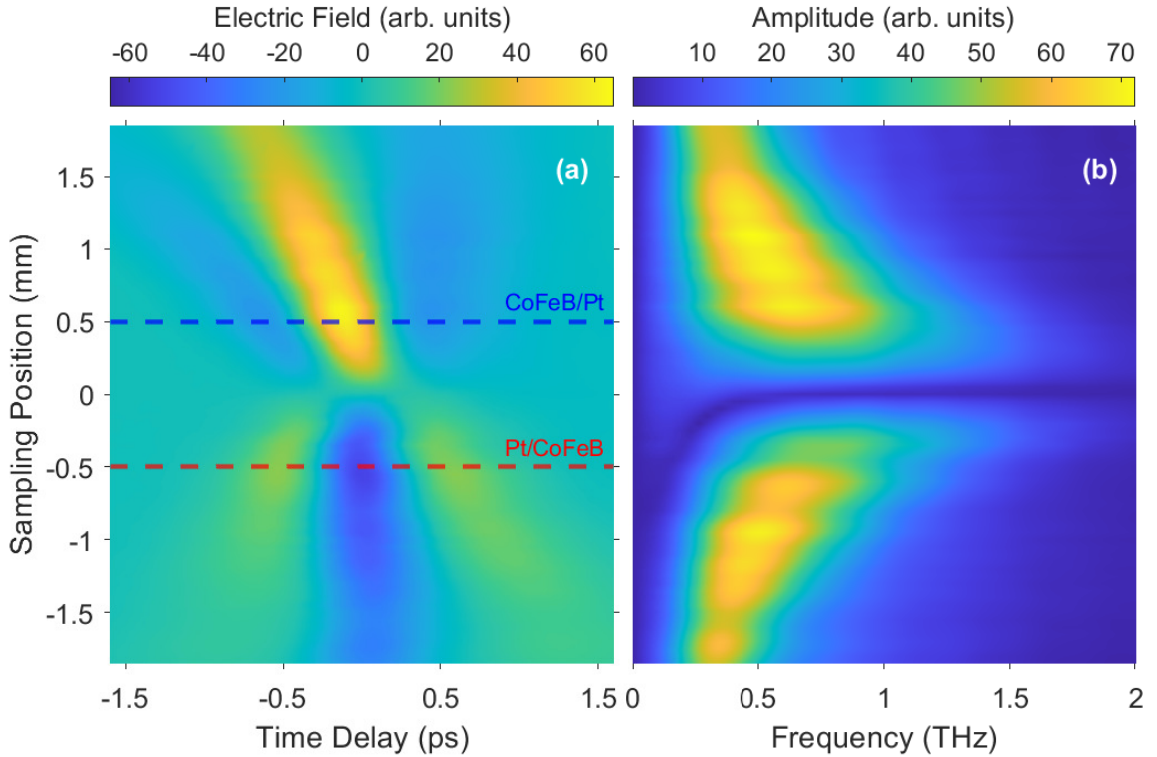 Electric Field (arb. units)
-60 -40 -20 0 20 40 60
Amplitude (arb. units)
10 20 30 40 50 60 70
(a)
(b)
CoFeB/Pt
Pt/CoFeB
Sampling Position (mm)
1.5
1
0.5
0
-0.5
-1
-1.5
-1.5 -0.5 0.5 1.5
Time Delay (ps)
0 0.5 1 1.5 2
Frequency (THz)